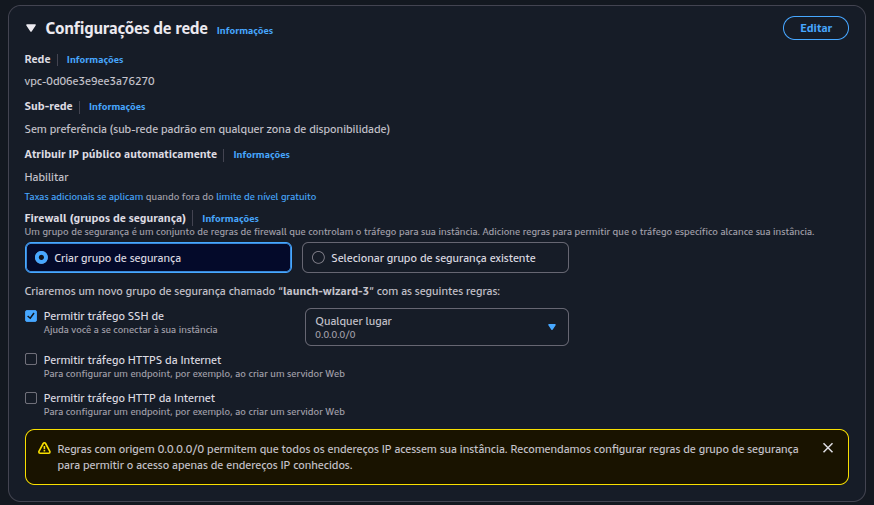 Configurações de rede Informações Editar
Rede Informações
vpc-0d06e3e9ee3a76270
Sub-rede Informações
Sem preferência (sub-rede padrão em qualquer zona de disponibilidade)
Atribuir IP público automaticamente Informações
Habilitar
Taxas adicionais se aplicam quando fora do limite de nível gratuito
Firewall (grupos de segurança) Informações
Um grupo de segurança é um conjunto de regras de firewall que controlam o tráfego para sua instância. Adicione regras para permitir que o tráfego específico alcance sua instância.
Criar grupo de segurança Selecionar grupo de segurança existente
Criaremos um novo grupo de segurança chamado "launch-wizard-3" com as seguintes regras:
Permitir tráfego SSH de
Ajuda você a se conectar à sua instância
Qualquer lugar
0.0.0.0/0
Permitir tráfego HTTPS da Internet
Para configurar um endpoint, por exemplo, ao criar um servidor Web
Permitir tráfego HTTP da Internet
Para configurar um endpoint, por exemplo, ao criar um servidor Web
Regras com origem 0.0.0.0/0 permitem que todos os endereços IP acessem sua instância. Recomendamos configurar regras de grupo de segurança
para permitir o acesso apenas de endereços IP conhecidos.